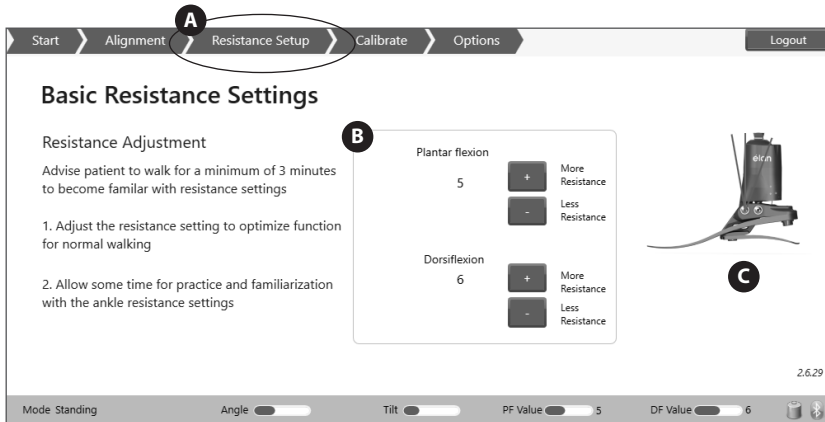 A
Start Alignment Resistance Setup Calibrate Options Logout
Basic Resistance Settings
Resistance Adjustment
Advise patient to walk for a minimum of 3 minutes
to become familar with resistance settings
1. Adjust the resistance setting to optimize function
for normal walking
2. Allow some time for practice and familiarization
with the ankle resistance settings
B
Plantar flexion
5
+ More
Resistance
- Less
Resistance
Dorsiflexion
6
+ More
Resistance
- Less
Resistance
elan
C
2.6.29
Mode Standing Angle Tilt PF Value 5 DF Value 6